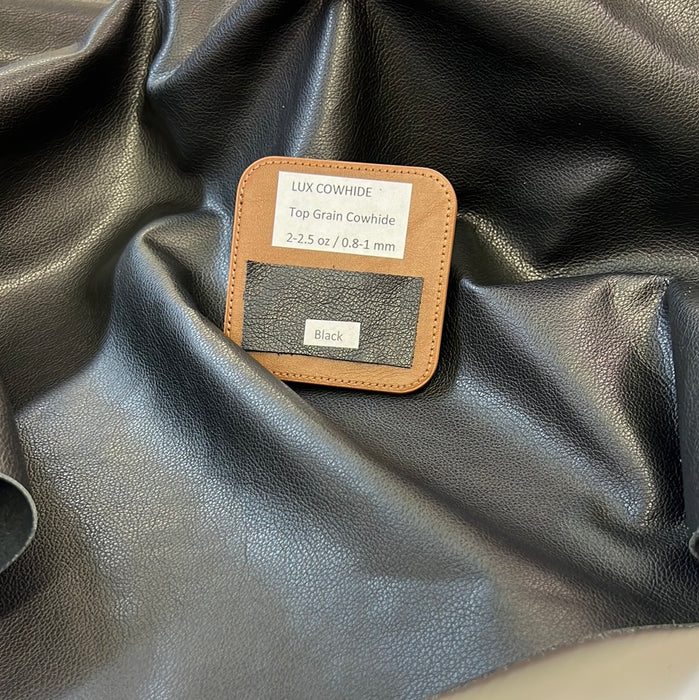 LUX COWHIDE
Top Grain Cowhide
2-2.5 oz / 0.8-1 mm
Black